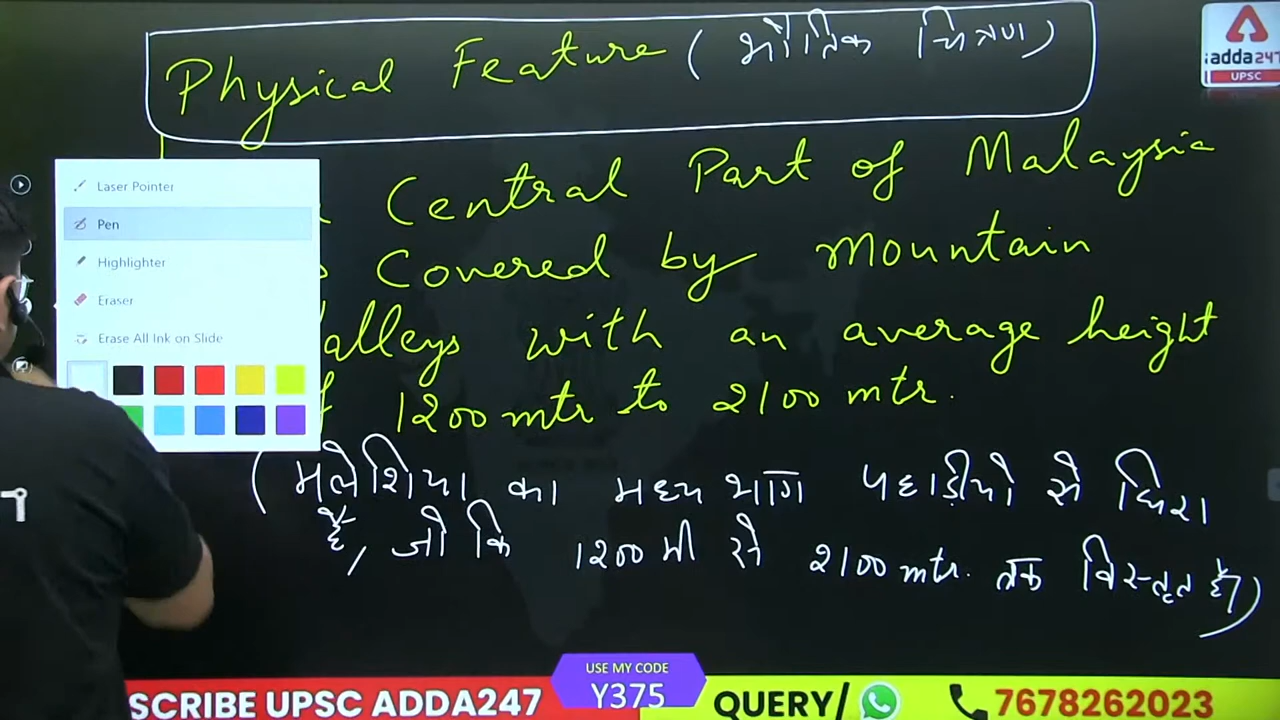 Physical Feature ( भौतिक चित्रण )
adda247
UPSC
Laser Pointer
Central Part of Malaysia
Pen
Covered by mountain
Highlighter
Eraser
alleys with an average height
Erase All Ink on Slide
1200 mtr to 2100 mtr.
( मलेशिया का मध्य भाग पहाड़ीयो से घिरा
है, जो कि 1200 मी से 2100 mtr. तक विस्तृत है।)
SCRIBE UPSC ADDA247
USE MY CODE
Y375
QUERY/
7678262023